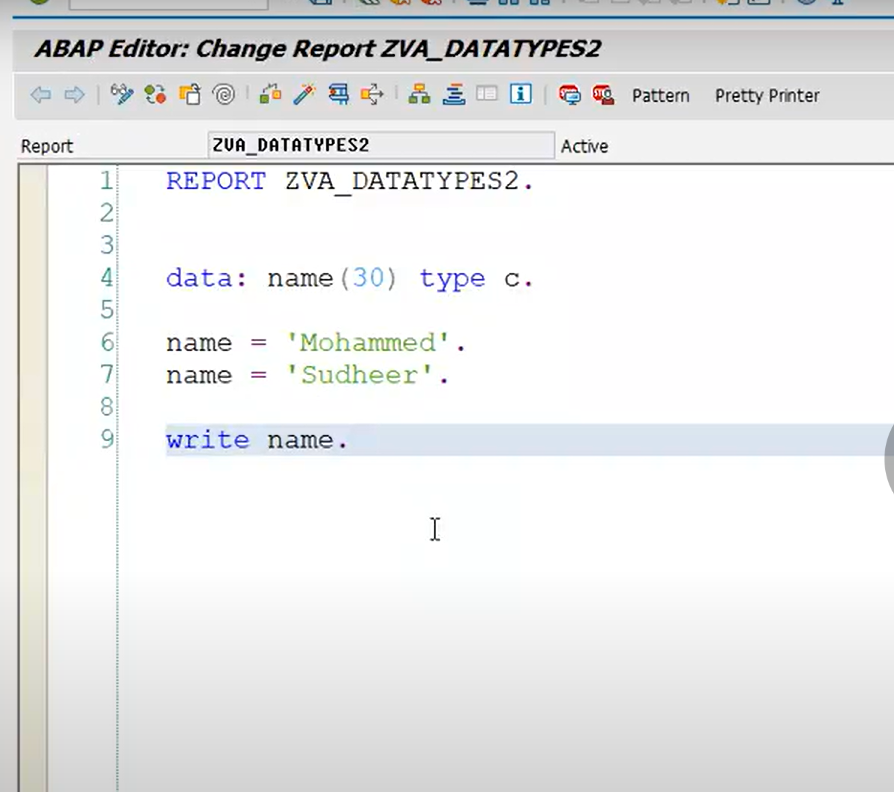 ABAP Editor: Change Report ZVA_DATATYPES2
Pattern Pretty Printer
Report ZVA_DATATYPES2 Active
1 REPORT ZVA_DATATYPES2.
2
3
4 data: name(30) type c.
5
6 name = 'Mohammed'.
7 name = 'Sudheer'.
8
9 write name.